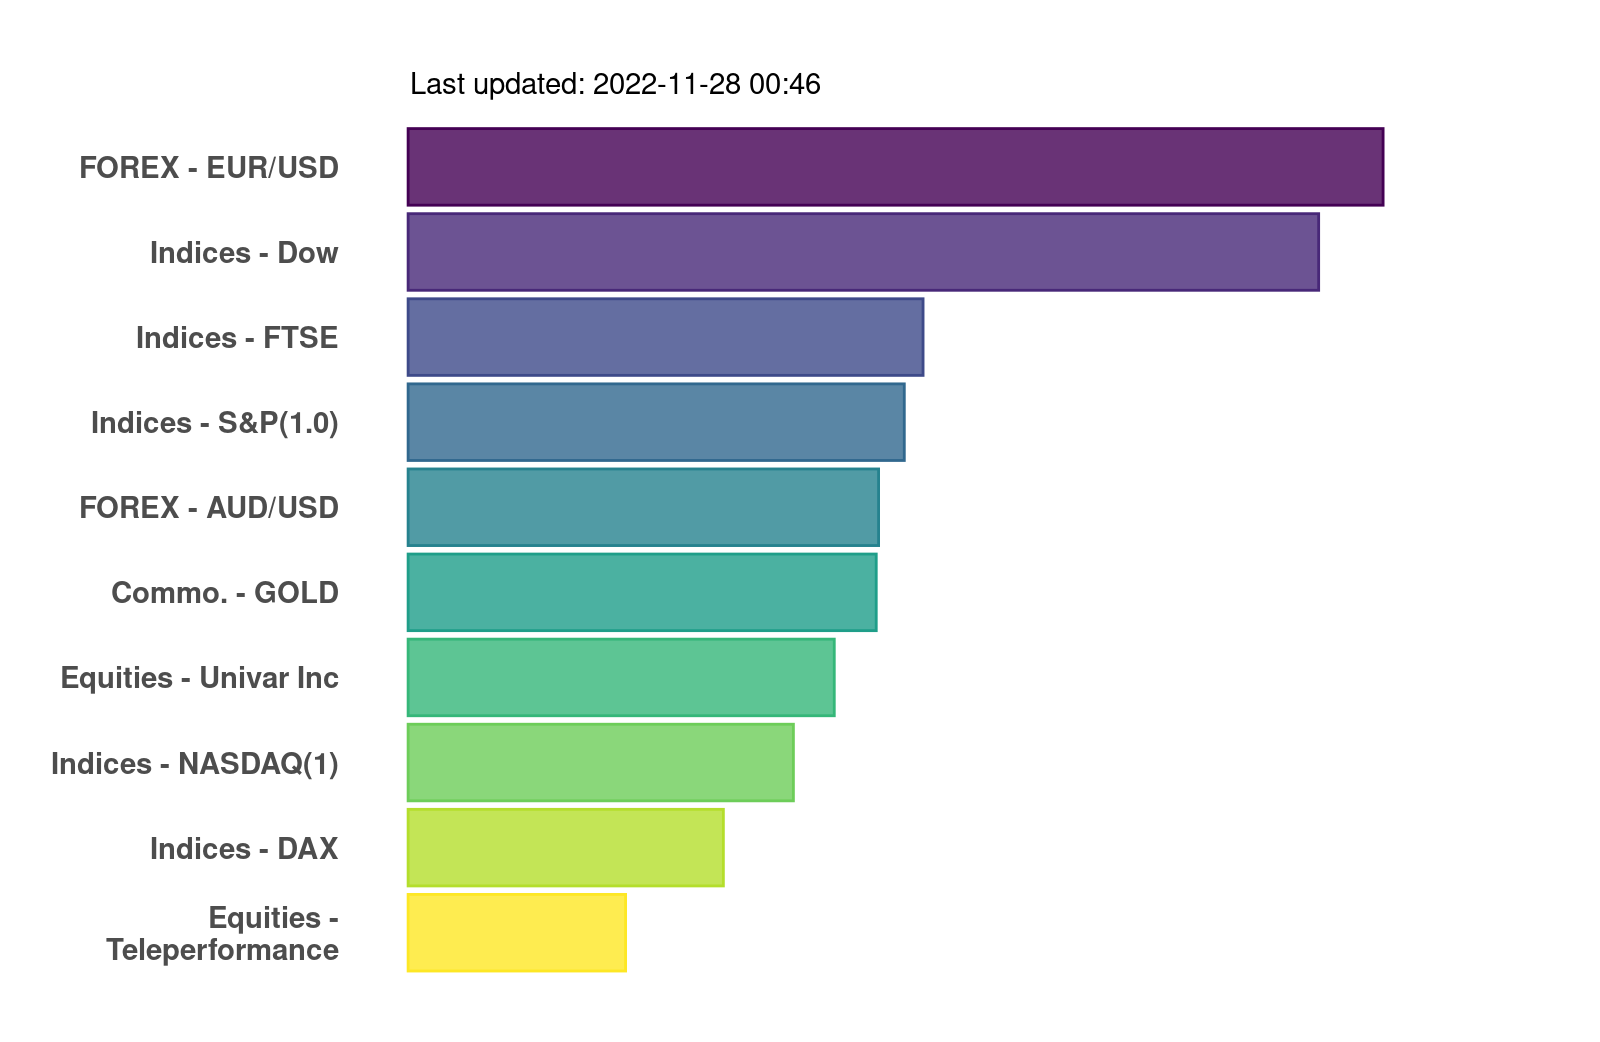 Last updated: 2022-11-28 00:46
FOREX - EUR/USD
Indices - Dow
Indices - FTSE
Indices - S&P(1.0)
FOREX - AUD/USD
Commo. - GOLD
Equities - Univar Inc
Indices - NASDAQ(1)
Indices - DAX
Equities -
Teleperformance